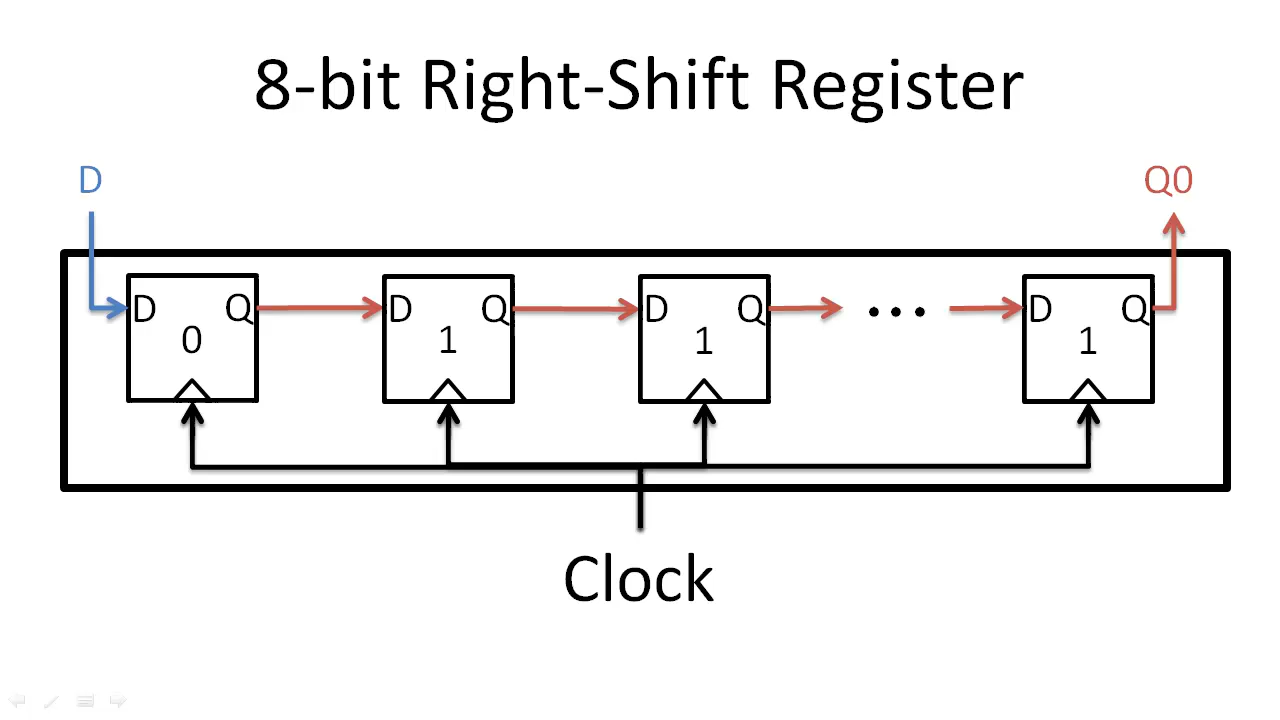 8-bit Right-Shift Register
D Q0
D Q D Q D Q ... D Q
0 1 1 1
Clock